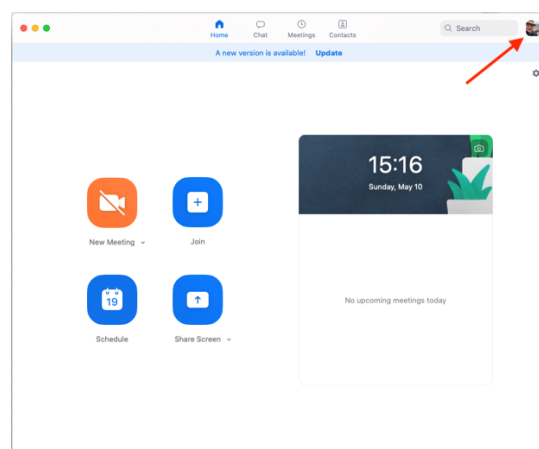 Home Chat Meetings Contacts
Search
A new version is available! Update
15:16
Sunday, May 10
New Meeting
Join
19
Schedule
Share Screen
No upcoming meetings today